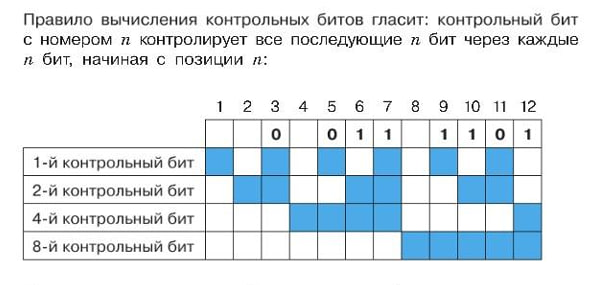 Правило вычисления контрольных битов гласит: контрольный бит
с номером n контролирует все последующие n бит через каждые
n бит, начиная с позиции n:
1 2 3 4 5 6 7 8 9 10 11 12
0 0 1 1 1 1 0 1
1-й контрольный бит
2-й контрольный бит
4-й контрольный бит
8-й контрольный бит